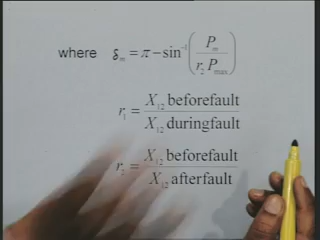 where δₘ = π − sin⁻¹(Pₘ / r₂ Pₘₐₓ)
r₁ = X₁₂ beforefault / X₁₂ duringfault
r₂ = X₁₂ beforefault / X₁₂ afterfault